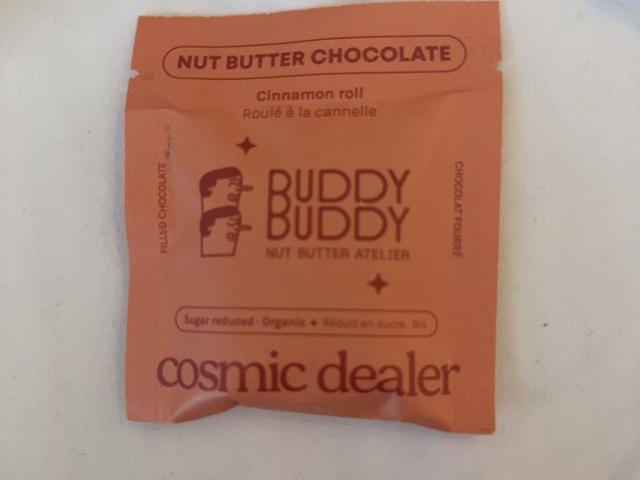 NUT BUTTER CHOCOLATE
Cinnamon roll
Roulé à la cannelle
FILLED CHOCOLATE
BUDDY
BUDDY
NUT BUTTER ATELIER
CHOCOLAT FOURRÉ
Sugar reduced · Organic ✦ Réduit en sucre Bio
cosmic dealer